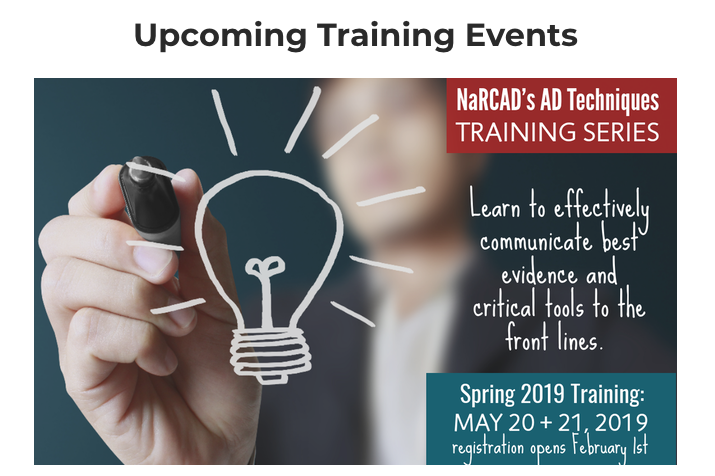 Upcoming Training Events
NaRCAD's AD Techniques
TRAINING SERIES
Learn to effectively
communicate best
evidence and
critical tools to the
front lines.
Spring 2019 Training:
MAY 20 + 21, 2019
registration opens February 1st